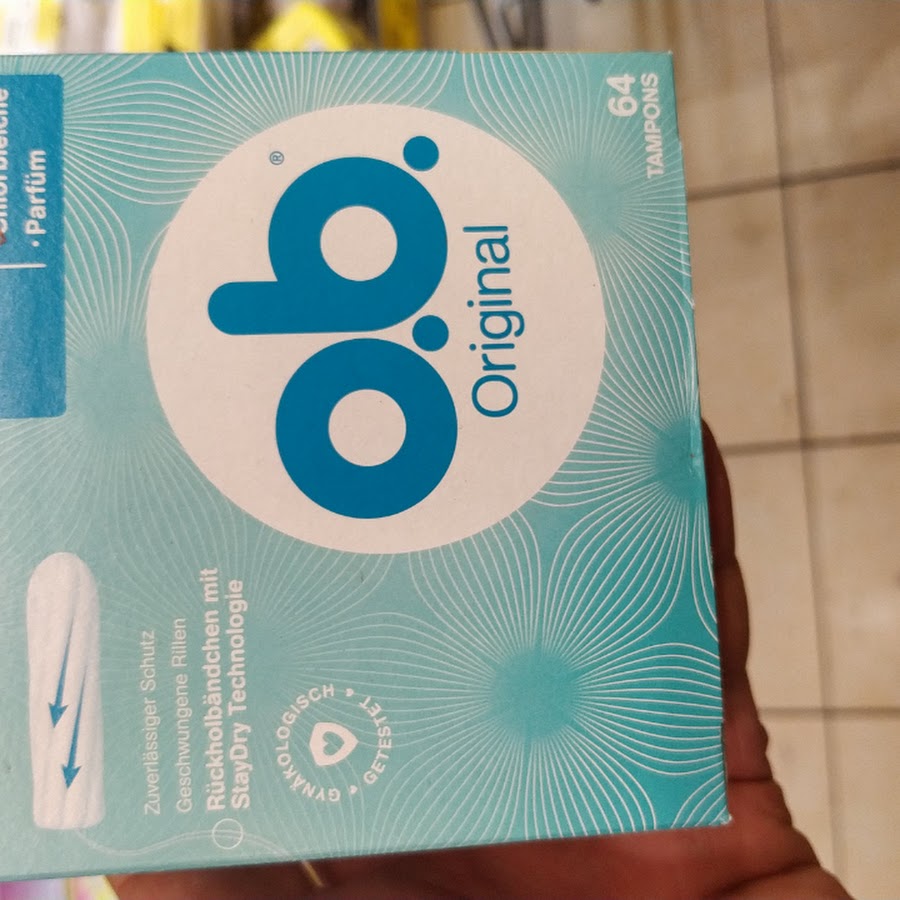 · Parfüm
64
TAMPONS
o.b.®
Original
Zuverlässiger Schutz
Geschwungene Rillen
Rückholbändchen mit
StayDry Technologie
GYNÄKOLOGISCH
GETESTET